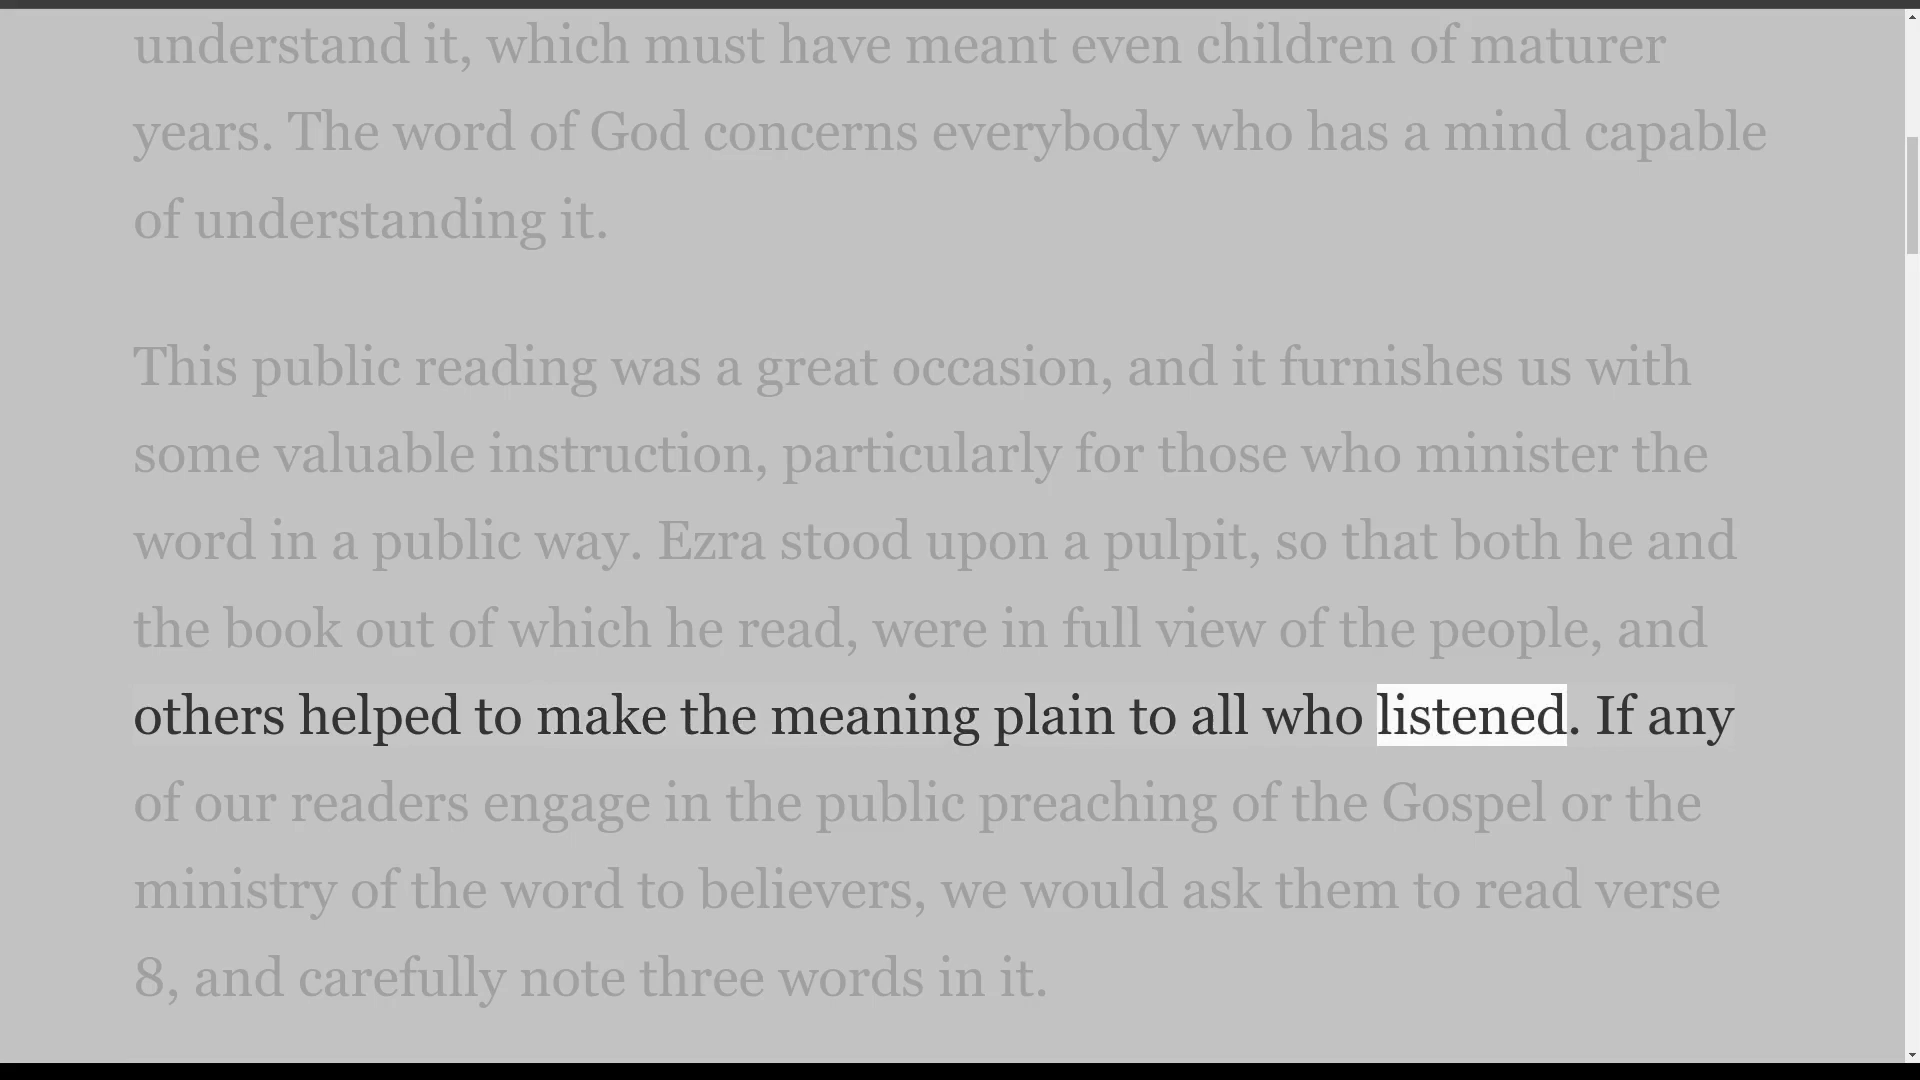 understand it, which must have meant even children of maturer
years. The word of God concerns everybody who has a mind capable
of understanding it.
This public reading was a great occasion, and it furnishes us with
some valuable instruction, particularly for those who minister the
word in a public way. Ezra stood upon a pulpit, so that both he and
the book out of which he read, were in full view of the people, and
others helped to make the meaning plain to all who listened. If any
of our readers engage in the public preaching of the Gospel or the
ministry of the word to believers, we would ask them to read verse
8, and carefully note three words in it.